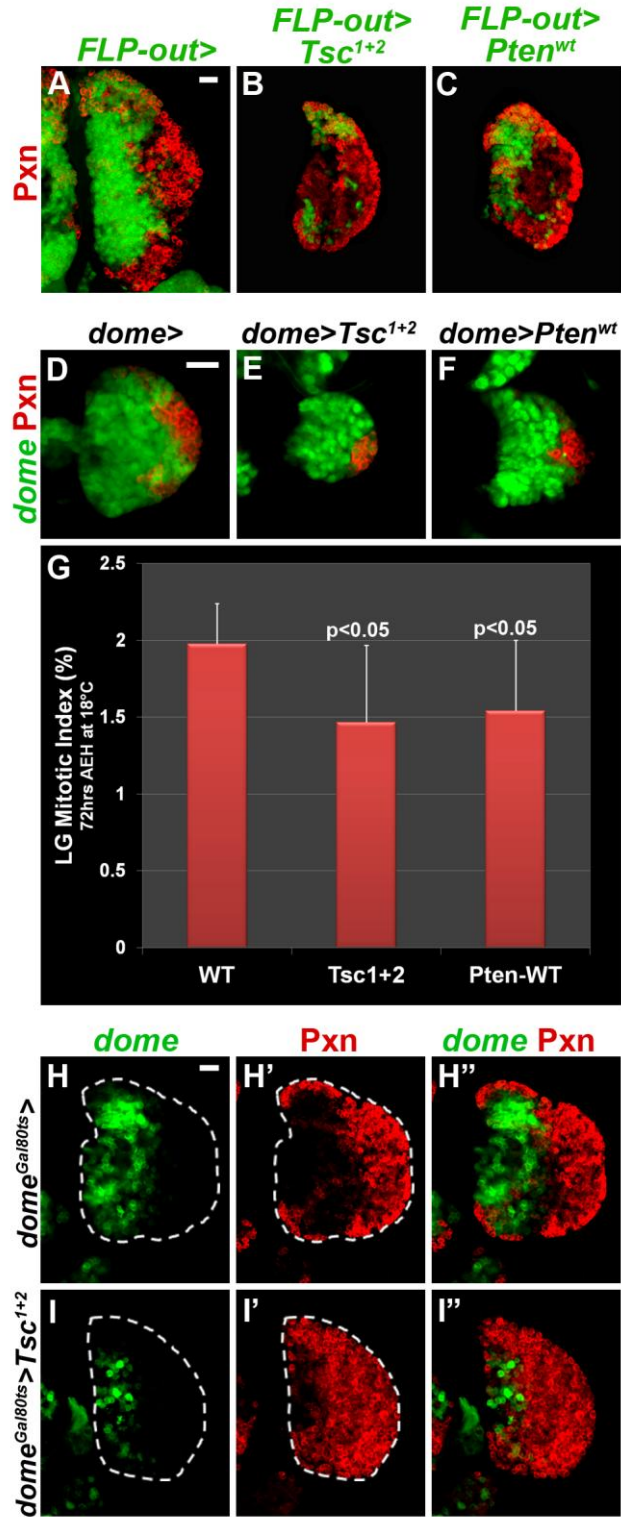 FLP-out> FLP-out> Tsc¹⁺² FLP-out> Ptenʷᵗ
Pxn
A B C
dome> dome>Tsc¹⁺² dome>Ptenʷᵗ
dome Pxn
D E F
G
LG Mitotic Index (%)
72hrs AEH at 18°C
2.5
2
1.5
1
0.5
0
p<0.05 p<0.05
WT Tsc1+2 Pten-WT
dome Pxn dome Pxn
domeᴳᵃˡ⁸⁰ᵗˢ>
H H' H"
domeᴳᵃˡ⁸⁰ᵗˢ>Tsc¹⁺²
I I' I"